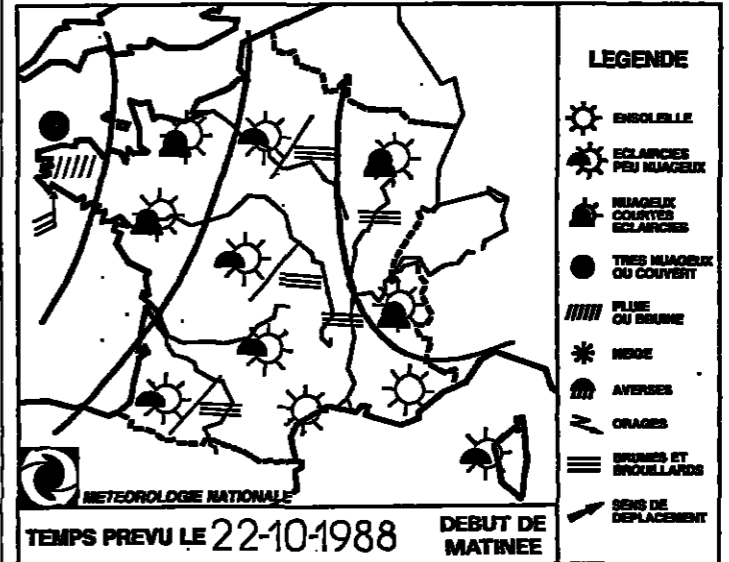 LEGENDE
ENSOLEILLE
ECLAIRCIES
PEU NUAGEUX
NUAGEUX
COURTES
ECLAIRCIES
TRES NUAGEUX
OU COUVERT
PLUIE
OU BRUINE
NEIGE
AVERSES
ORAGES
BRUMES ET
BROUILLARDS
SENS DE
DEPLACEMENT
METEOROLOGIE NATIONALE
TEMPS PREVU LE 22-10-1988
DEBUT DE
MATINEE